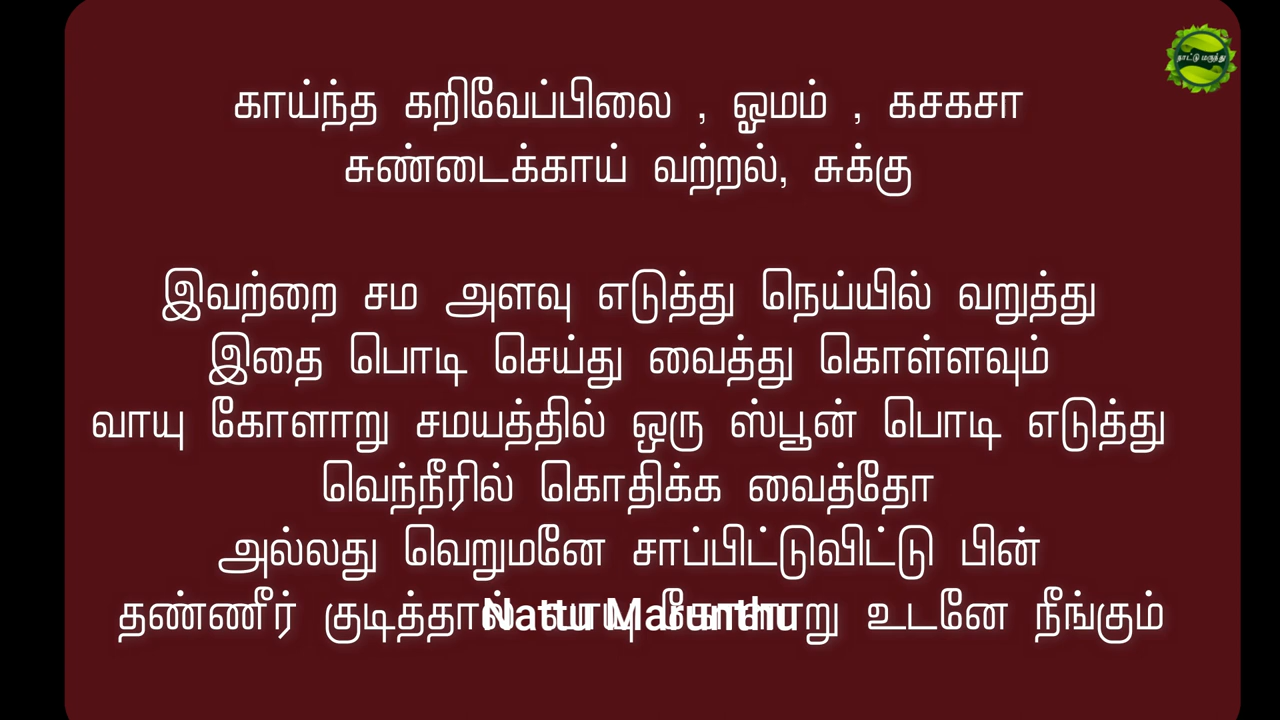 நாட்டு மருந்து
காய்ந்த கறிவேப்பிலை , ஓமம் , கசகசா
சுண்டைக்காய் வற்றல், சுக்கு
இவற்றை சம அளவு எடுத்து நெய்யில் வறுத்து
இதை பொடி செய்து வைத்து கொள்ளவும்
வாயு கோளாறு சமயத்தில் ஒரு ஸ்பூன் பொடி எடுத்து
வெந்நீரில் கொதிக்க வைத்தோ
அல்லது வெறுமனே சாப்பிட்டுவிட்டு பின்
தண்ணீர் குடித்தால் வாயு கோளாறு உடனே நீங்கும்
Nattu Marunthu